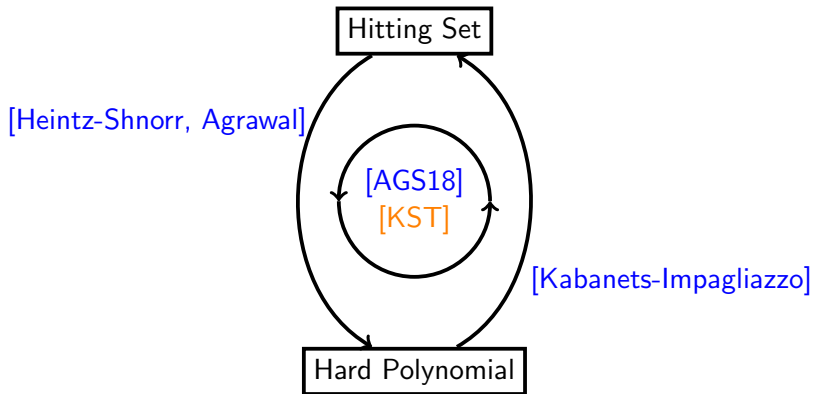 Hitting Set
[Heintz-Shnorr, Agrawal]
[AGS18]
[KST]
[Kabanets-Impagliazzo]
Hard Polynomial